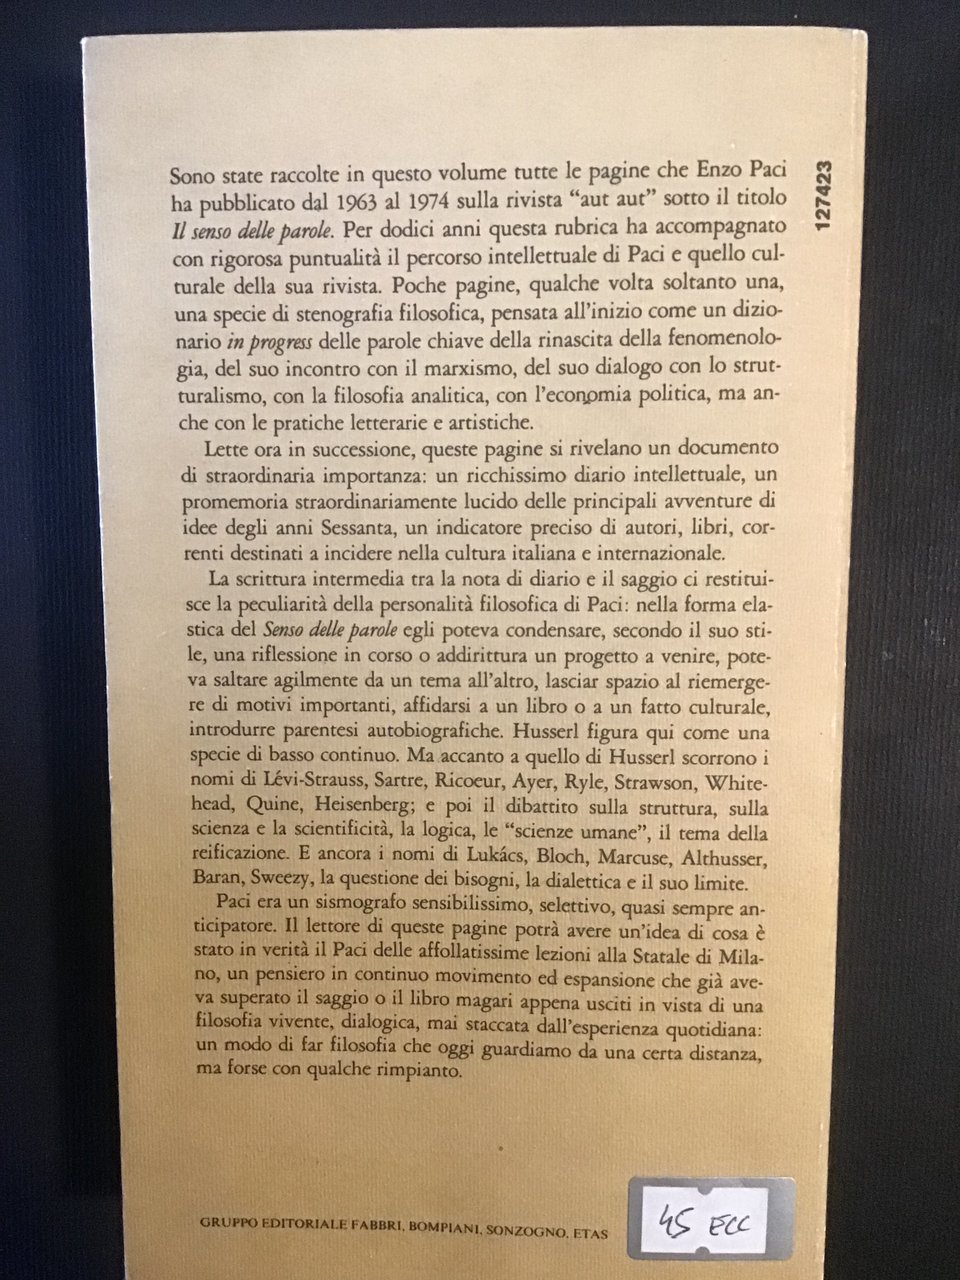 Sono state raccolte in questo volume tutte le pagine che Enzo Paci
ha pubblicato dal 1963 al 1974 sulla rivista “aut aut” sotto il titolo
Il senso delle parole. Per dodici anni questa rubrica ha accompagnato
con rigorosa puntualità il percorso intellettuale di Paci e quello cul-
turale della sua rivista. Poche pagine, qualche volta soltanto una,
una specie di stenografia filosofica, pensata all’inizio come un dizio-
nario in progress delle parole chiave della rinascita della fenomenolo-
gia, del suo incontro con il marxismo, del suo dialogo con lo strut-
turalismo, con la filosofia analitica, con l’economia politica, ma an-
che con le pratiche letterarie e artistiche.
Lette ora in successione, queste pagine si rivelano un documento
di straordinaria importanza: un ricchissimo diario intellettuale, un
promemoria straordinariamente lucido delle principali avventure di
idee degli anni Sessanta, un indicatore preciso di autori, libri, cor-
renti destinati a incidere nella cultura italiana e internazionale.
La scrittura intermedia tra la nota di diario e il saggio ci restitui-
sce la peculiarità della personalità filosofica di Paci: nella forma ela-
stica del Senso delle parole egli poteva condensare, secondo il suo sti-
le, una riflessione in corso o addirittura un progetto a venire, pote-
va saltare agilmente da un tema all’altro, lasciar spazio al riemerge-
re di motivi importanti, affidarsi a un libro o a un fatto culturale,
introdurre parentesi autobiografiche. Husserl figura qui come una
specie di basso continuo. Ma accanto a quello di Husserl scorrono i
nomi di Lévi-Strauss, Sartre, Ricoeur, Ayer, Ryle, Strawson, White-
head, Quine, Heisenberg; e poi il dibattito sulla struttura, sulla
scienza e la scientificità, la logica, le “scienze umane”, il tema della
reificazione. E ancora i nomi di Lukács, Bloch, Marcuse, Althusser,
Baran, Sweezy, la questione dei bisogni, la dialettica e il suo limite.
Paci era un sismografo sensibilissimo, selettivo, quasi sempre an-
ticipatore. Il lettore di queste pagine potrà avere un’idea di cosa è
stato in verità il Paci delle affollatissime lezioni alla Statale di Mila-
no, un pensiero in continuo movimento ed espansione che già ave-
va superato il saggio o il libro magari appena usciti in vista di una
filosofia vivente, dialogica, mai staccata dall’esperienza quotidiana:
un modo di far filosofia che oggi guardiamo da una certa distanza,
ma forse con qualche rimpianto.
127423
GRUPPO EDITORIALE FABBRI, BOMPIANI, SONZOGNO, ETAS
45 ECC